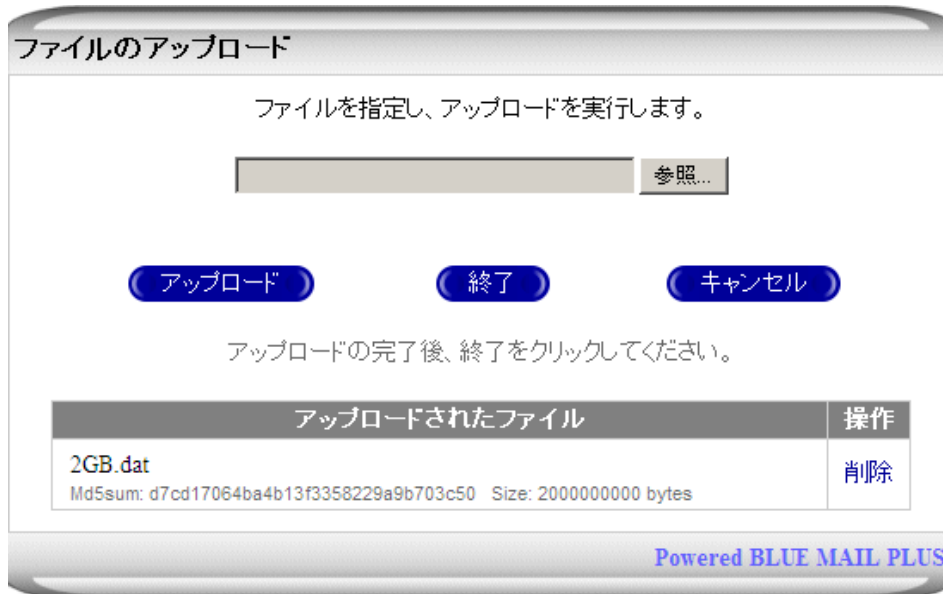 ファイルのアップロード
ファイルを指定し、アップロードを実行します。
参照...
アップロード 終了 キャンセル
アップロードの完了後、終了をクリックしてください。
アップロードされたファイル 操作
2GB.dat
削除
Md5sum: d7cd17064ba4b13f3358229a9b703c50 Size: 2000000000 bytes
Powered BLUE MAIL PLUS